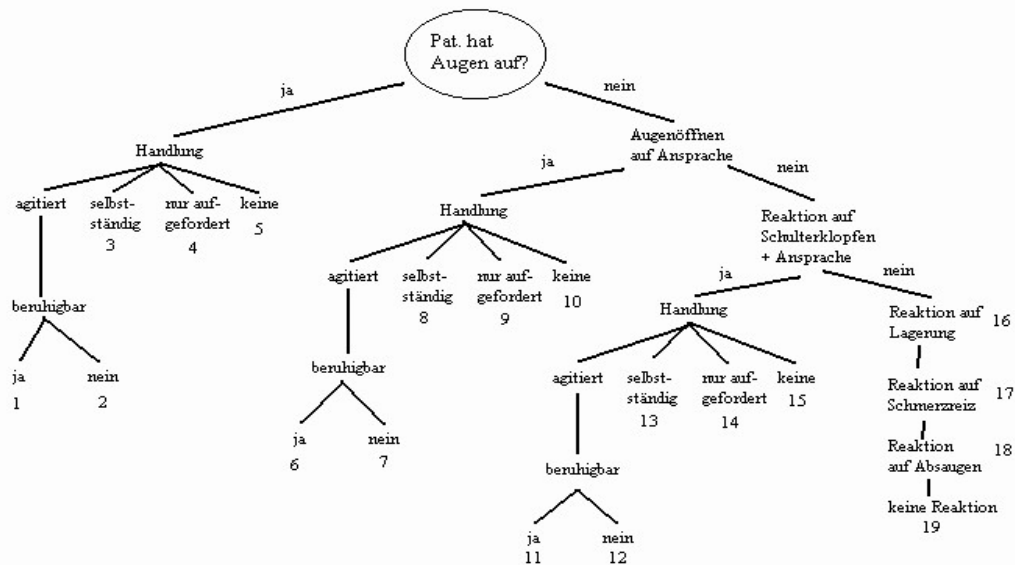 Pat. hat
Augen auf?
ja
nein
Handlung
agitiert
selbst-
ständig
3
nur auf-
gefordert
4
keine
5
beruhigbar
ja
1
nein
2
Augenöffnen
auf Ansprache
ja
nein
Handlung
agitiert
selbst-
ständig
8
nur auf-
gefordert
9
keine
10
beruhigbar
ja
6
nein
7
Reaktion auf
Schulterklopfen
+ Ansprache
ja
nein
Handlung
agitiert
selbst-
ständig
13
nur auf-
gefordert
14
keine
15
beruhigbar
ja
11
nein
12
Reaktion auf
Lagerung
16
Reaktion auf
Schmerzreiz
17
Reaktion
auf Absaugen
18
keine Reaktion
19